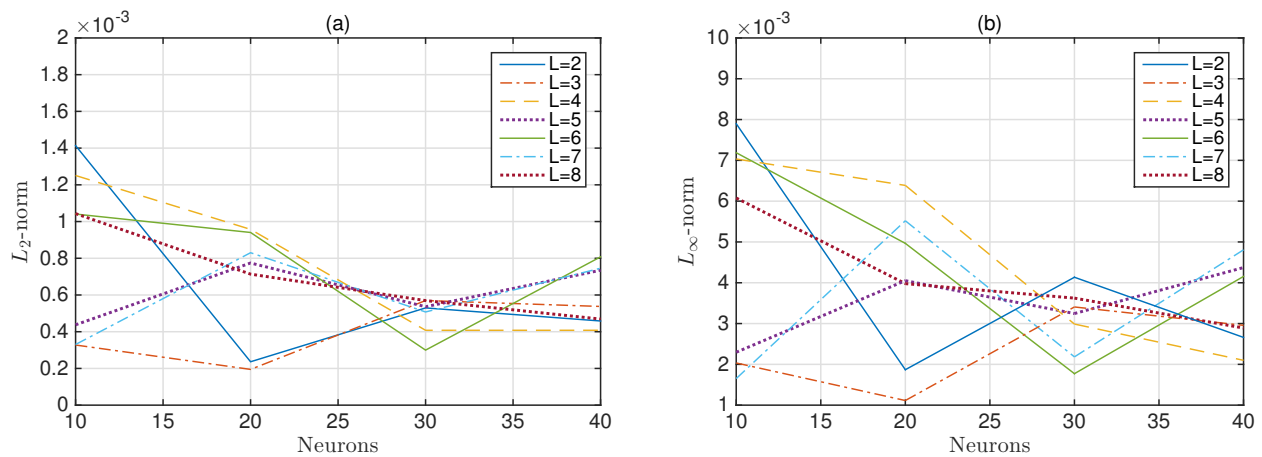 (a)
×10⁻³
2
1.8
1.6
1.4
1.2
1
0.8
0.6
0.4
0.2
0
L₂-norm
10 15 20 25 30 35 40
Neurons
L=2
L=3
L=4
L=5
L=6
L=7
L=8
(b)
×10⁻³
10
9
8
7
6
5
4
3
2
1
L∞-norm
10 15 20 25 30 35 40
Neurons
L=2
L=3
L=4
L=5
L=6
L=7
L=8